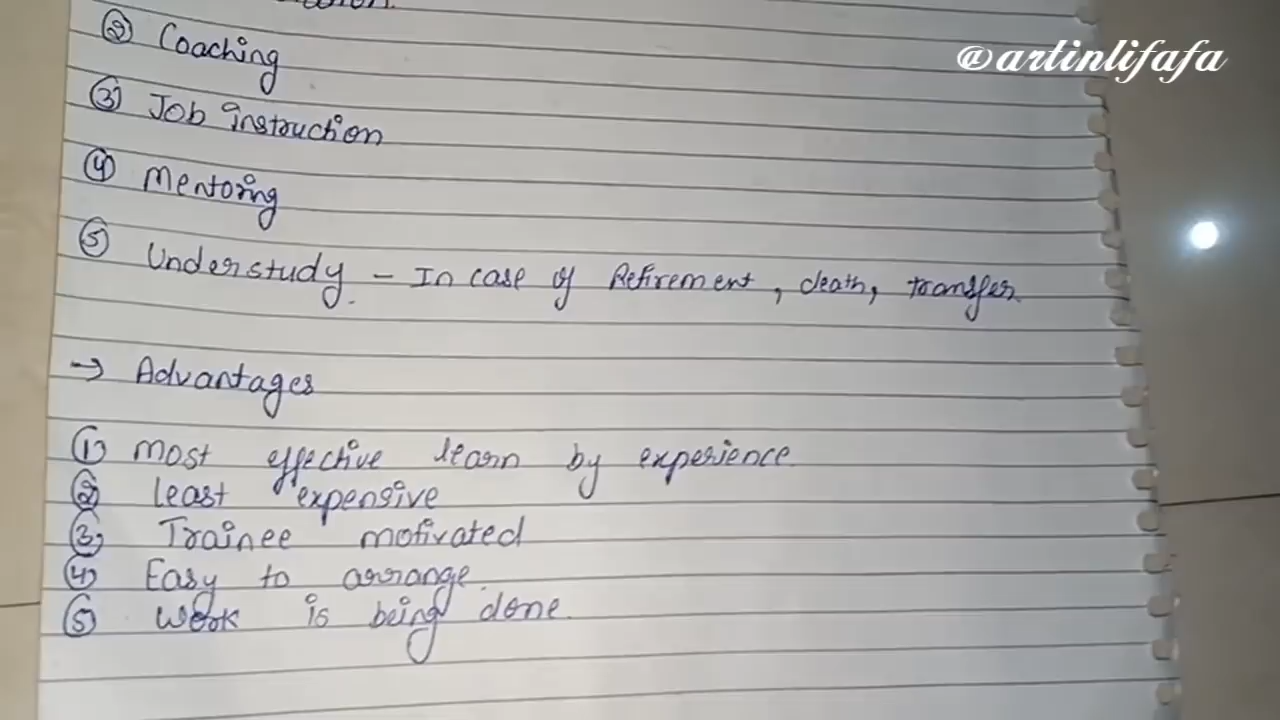 ② Coaching
@artinlifafa
③ Job instruction
④ Mentoring
⑤ Understudy - In case of Retirement, death, transfer.
→ Advantages
① most effective learn by experience.
② least expensive
③ Trainee motivated
④ Easy to arrange.
⑤ work is being done.